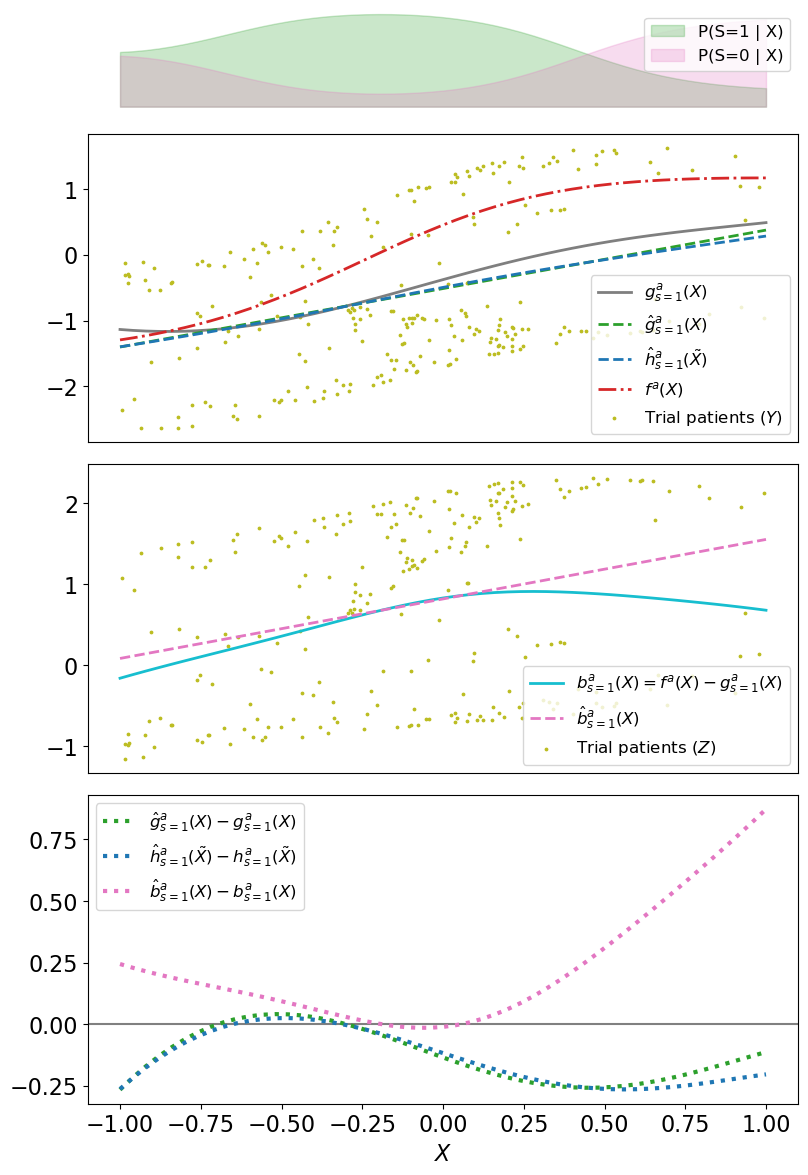 P(S=1 | X)
P(S=0 | X)
1
0
−1
−2
g^a_{s=1}(X)
ĝ^a_{s=1}(X)
ĥ^a_{s=1}(X̃)
f^a(X)
Trial patients (Y)
2
1
0
−1
b^a_{s=1}(X) = f^a(X) − g^a_{s=1}(X)
b̂^a_{s=1}(X)
Trial patients (Z)
ĝ^a_{s=1}(X) − g^a_{s=1}(X)
ĥ^a_{s=1}(X̃) − h^a_{s=1}(X̃)
b̂^a_{s=1}(X) − b^a_{s=1}(X)
0.75
0.50
0.25
0.00
−0.25
−1.00 −0.75 −0.50 −0.25 0.00 0.25 0.50 0.75 1.00
X